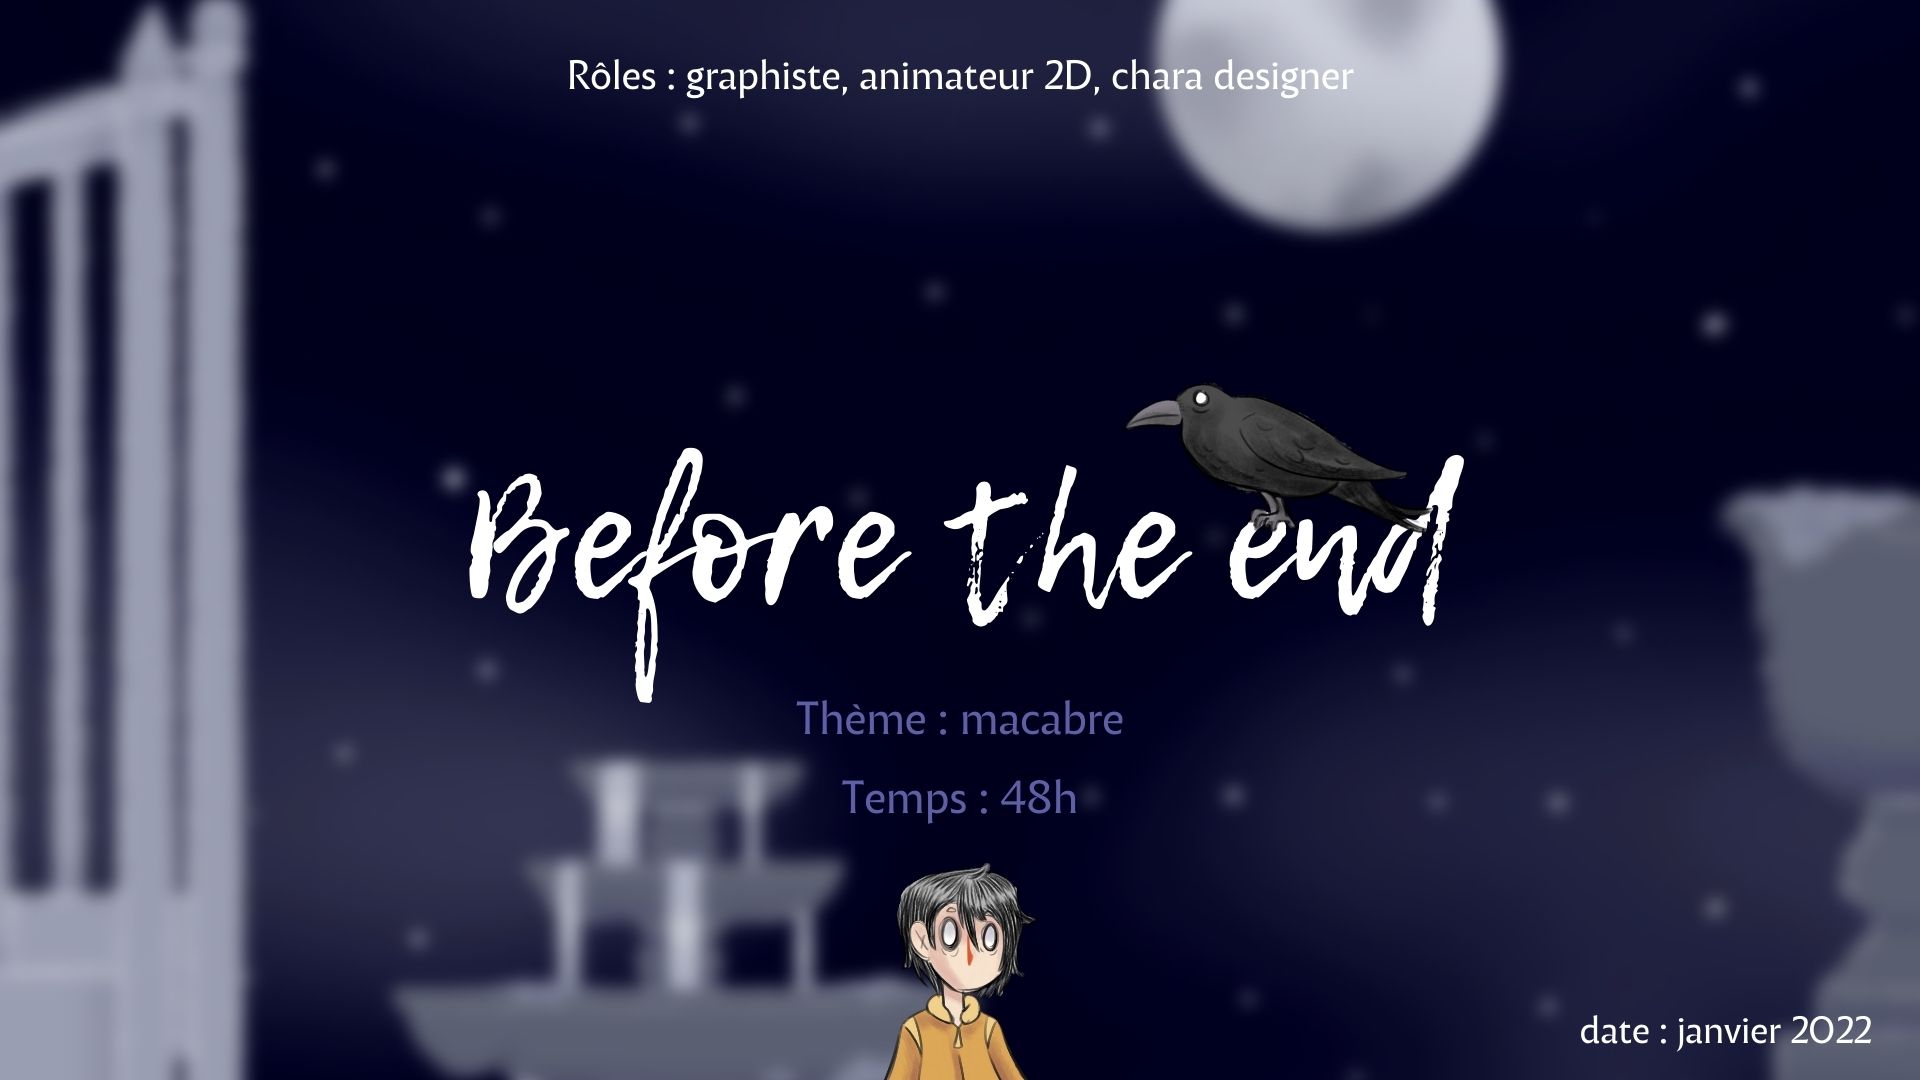 Rôles : graphiste, animateur 2D, chara designer
Before the end
Thème : macabre
Temps : 48h
date : janvier 2022